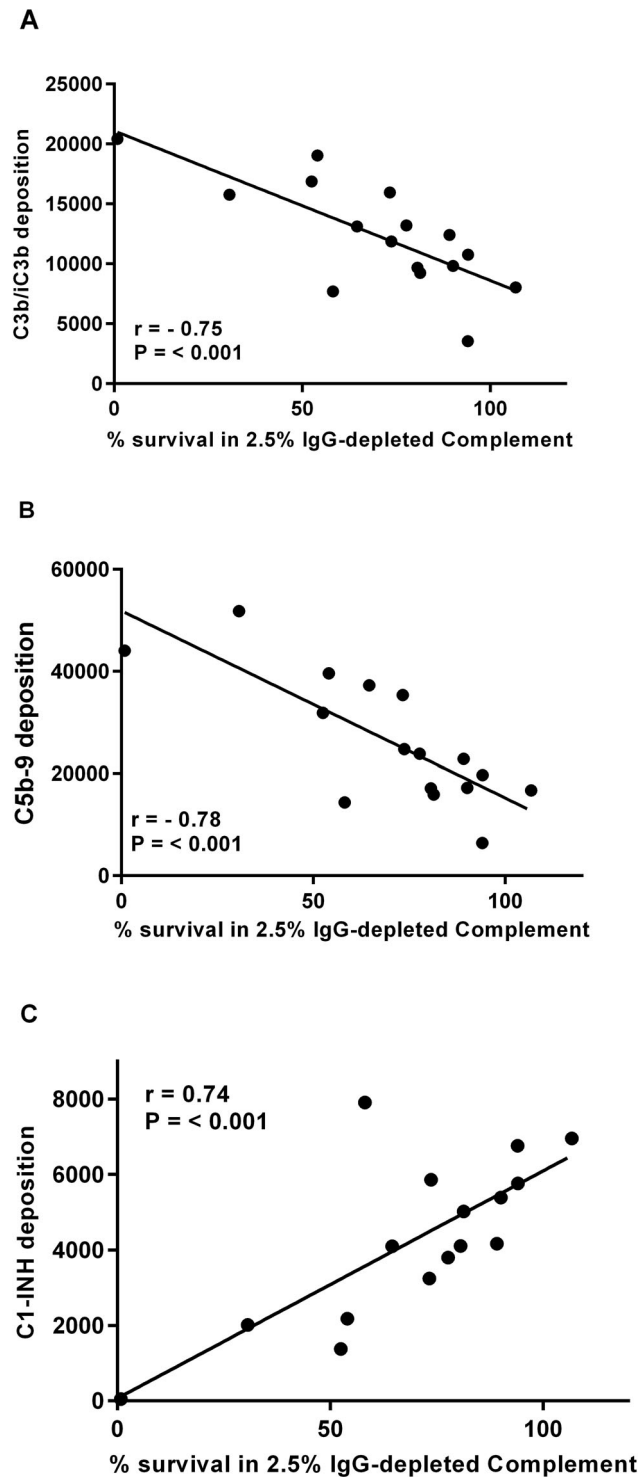 A
C3b/iC3b deposition
25000
20000
15000
10000
5000
0
r = - 0.75
P = < 0.001
0 50 100
% survival in 2.5% IgG-depleted Complement
B
C5b-9 deposition
60000
40000
20000
0
r = - 0.78
P = < 0.001
0 50 100
% survival in 2.5% IgG-depleted Complement
C
C1-INH deposition
8000
6000
4000
2000
0
r = 0.74
P = < 0.001
0 50 100
% survival in 2.5% IgG-depleted Complement